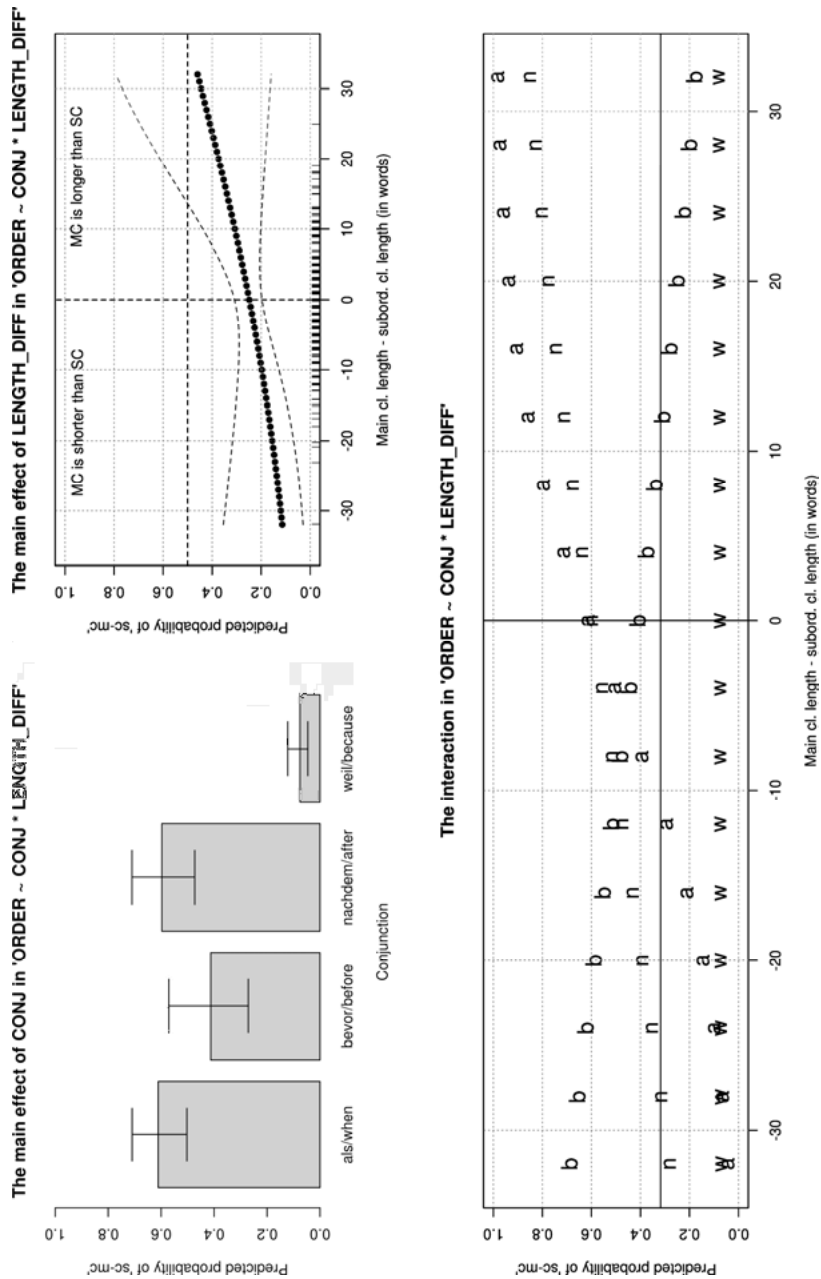 The main effect of CONJ in 'ORDER ~ CONJ * LENGTH_DIFF'
Predicted probability of 'sc-mc'
1.0
0.8
0.6
0.4
0.2
0.0
als/when
bevor/before
nachdem/after
weil/because
Conjunction
The main effect of LENGTH_DIFF in 'ORDER ~ CONJ * LENGTH_DIFF'
Predicted probability of 'sc-mc'
1.0
0.8
0.6
0.4
0.2
0.0
MC is shorter than SC
MC is longer than SC
-30
-20
-10
0
10
20
30
Main cl. length - subord. cl. length (in words)
The interaction in 'ORDER ~ CONJ * LENGTH_DIFF'
Predicted probability of 'sc-mc'
1.0
0.8
0.6
0.4
0.2
0.0
b b b b b b b b b b b b b b b b b
n n n n n n n n n n n n n n n n n
a a a a a a a a a a a a a a a a a
w w w w w w w w w w w w w w w w w
-30
-20
-10
0
10
20
30
Main cl. length - subord. cl. length (in words)